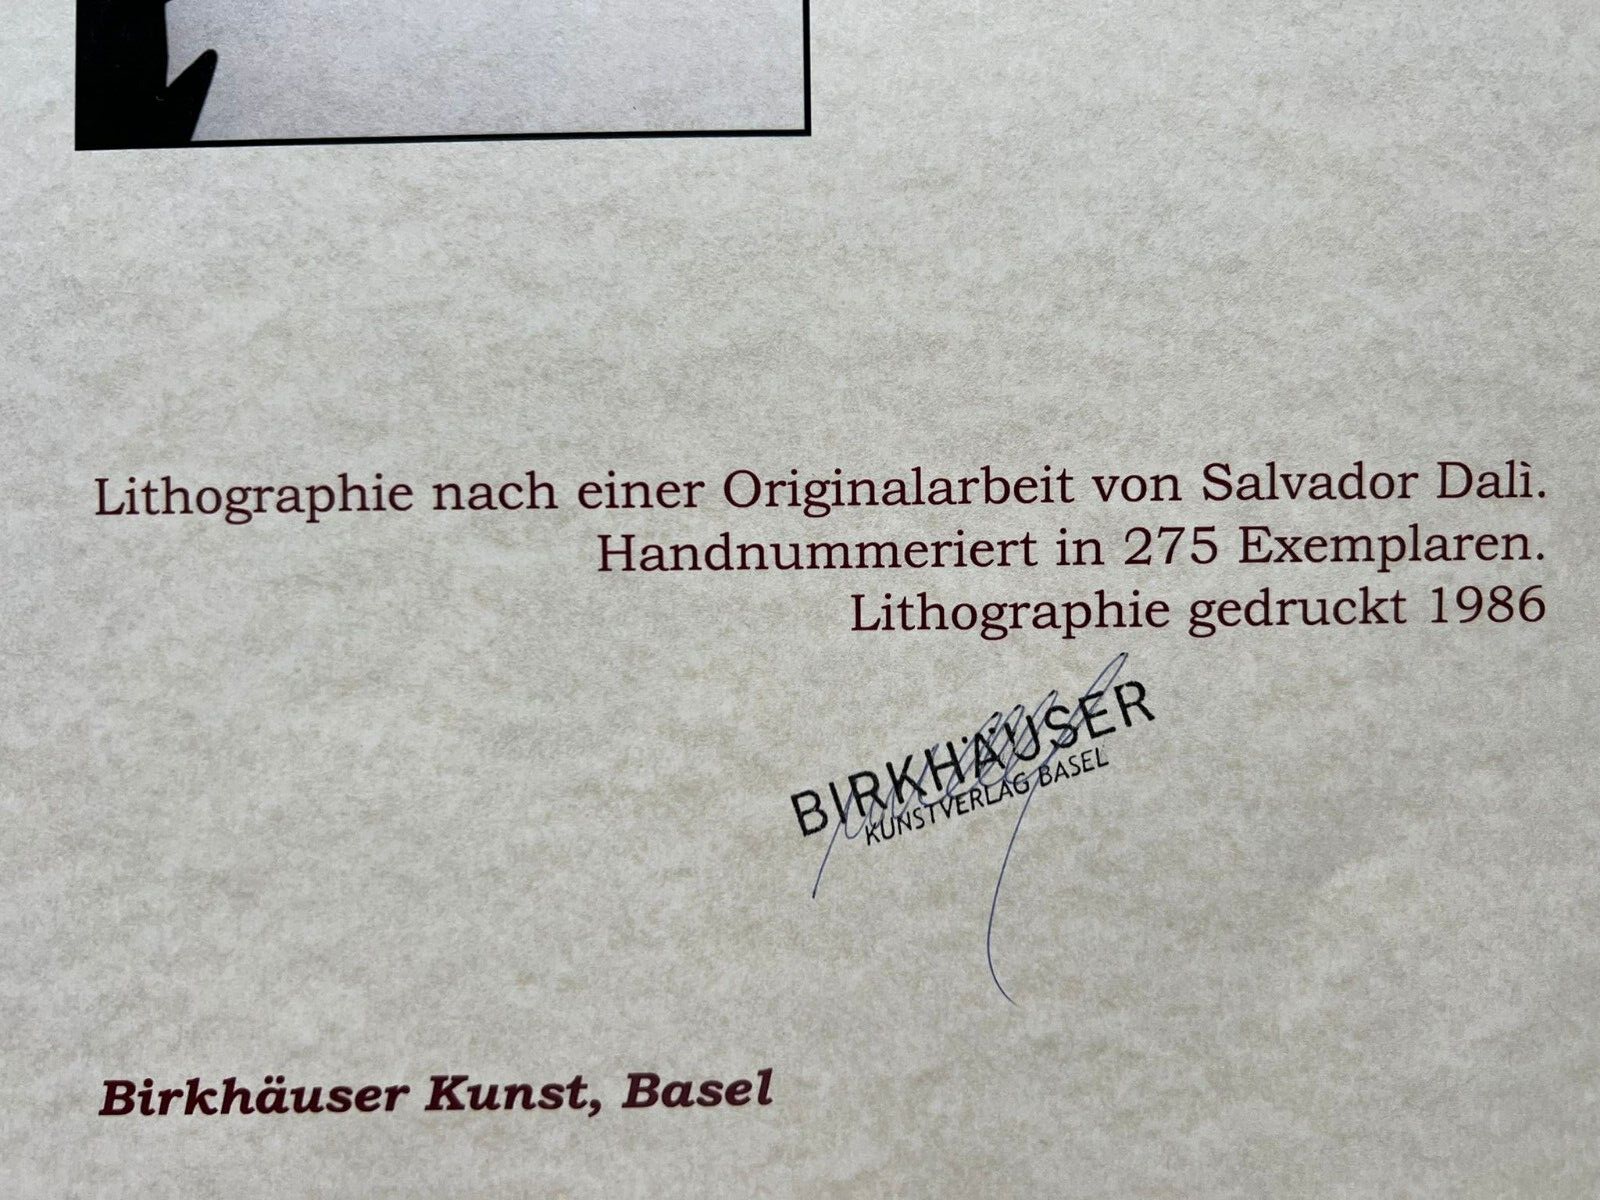 Lithographie nach einer Originalarbeit von Salvador Dalì.
Handnummeriert in 275 Exemplaren.
Lithographie gedruckt 1986
BIRKHÄUSER
KUNSTVERLAG BASEL
Birkhäuser Kunst, Basel